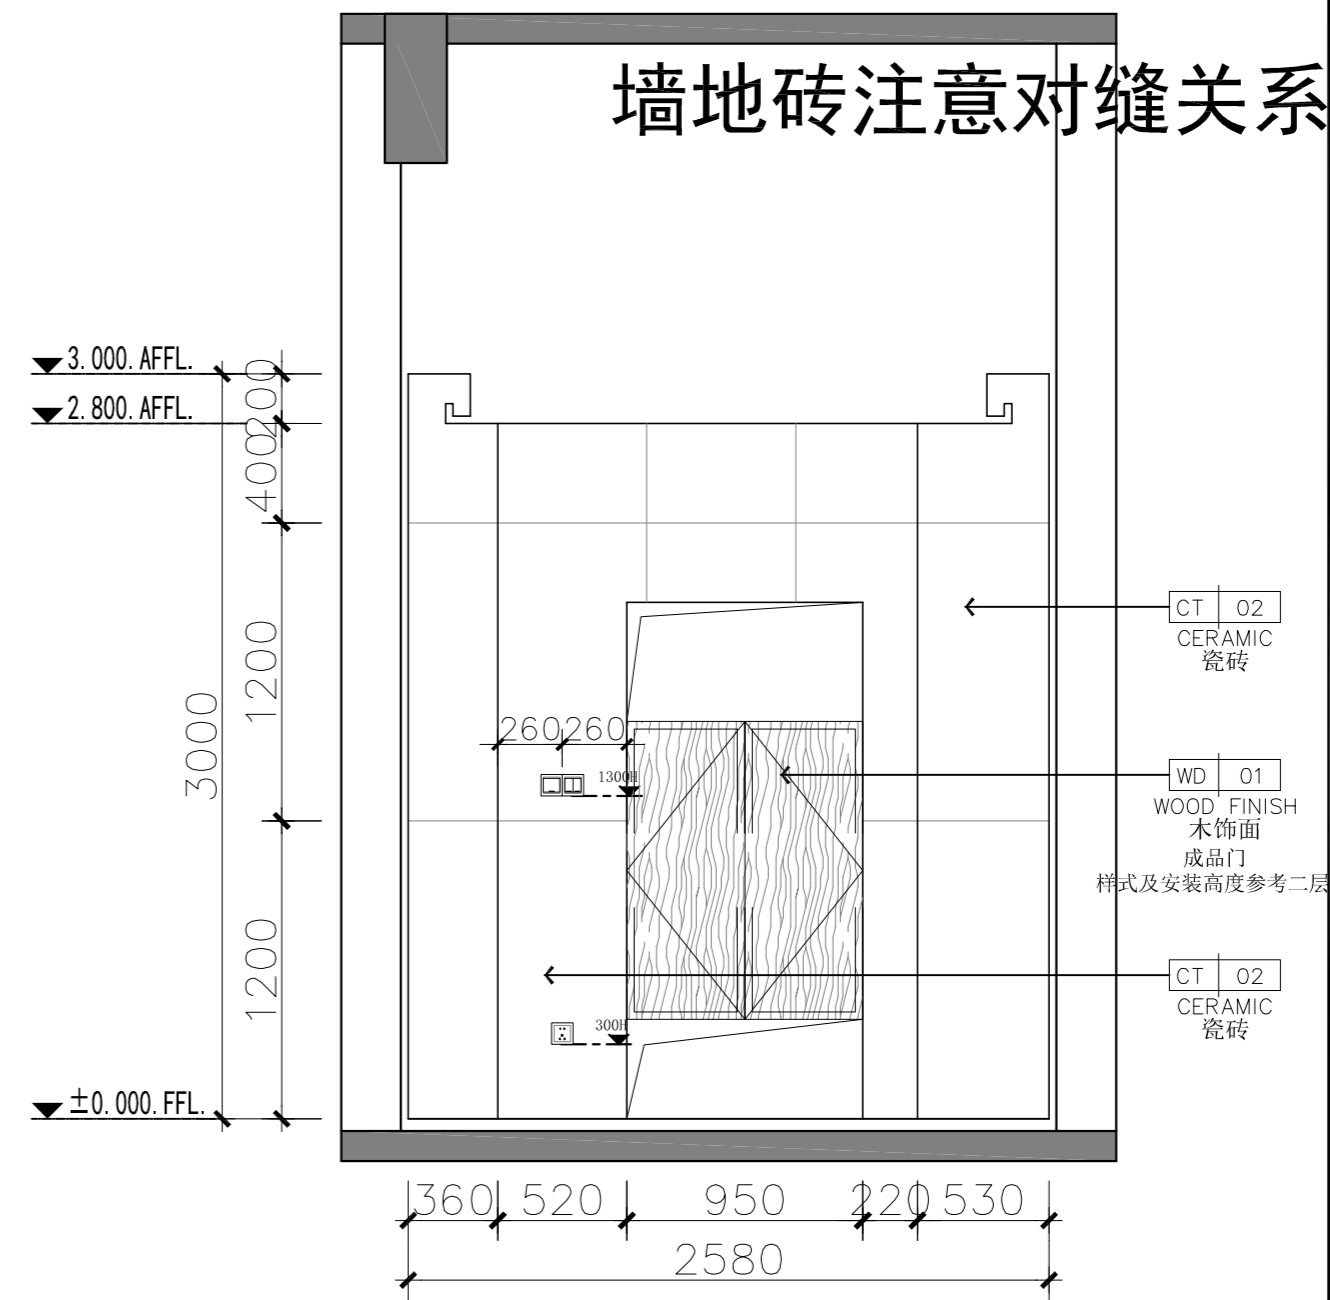 墙地砖注意对缝关系
3.000.AFFL.
2.800.AFFL.
200
400
1200
3000
1200
±0.000.FFL.
260 260
1300H
300H
CT 02
CERAMIC
瓷砖
WD 01
WOOD FINISH
木饰面
成品门
样式及安装高度参考二层
CT 02
CERAMIC
瓷砖
360 520 950 220 530
2580